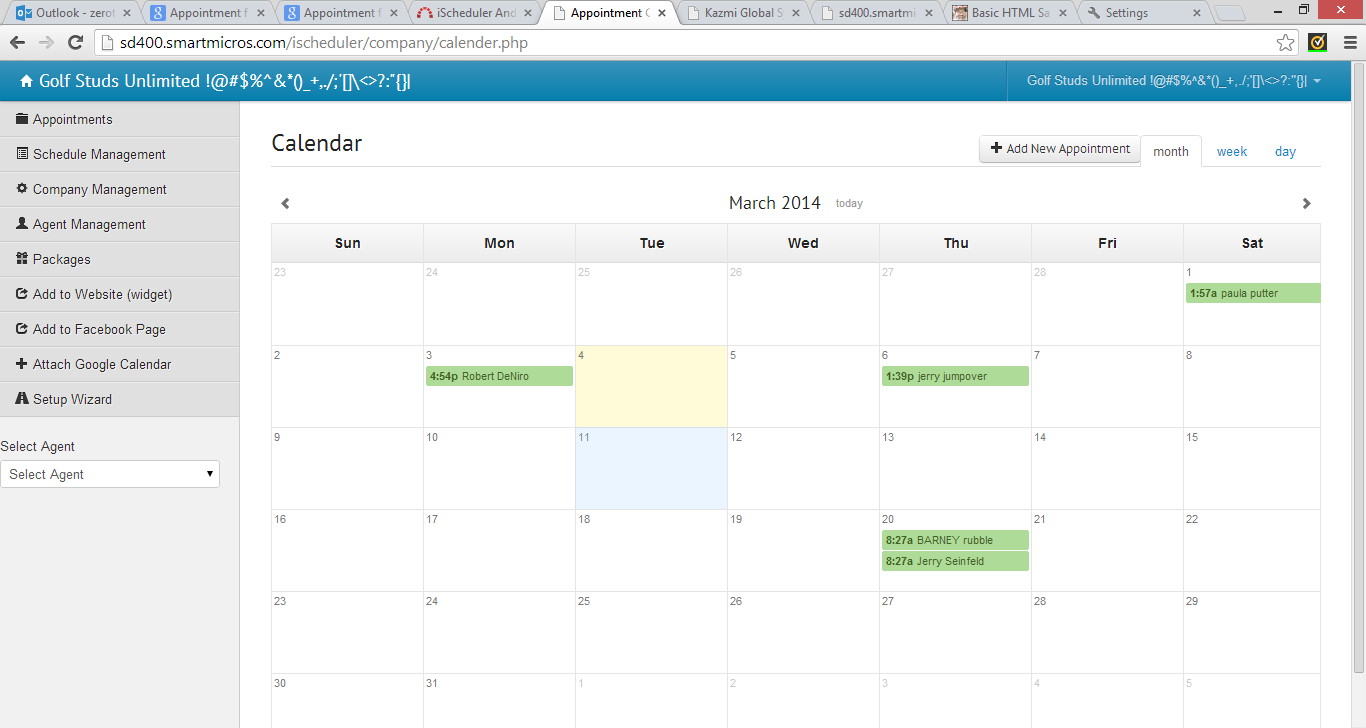 Outlook - zerot
Appointment f
Appointment f
iScheduler And
Appointment C
Kazmi Global S
sd400.smartmi
Basic HTML Sa
Settings
sd400.smartmicros.com/ischeduler/company/calender.php
Golf Studs Unlimited !@#$%^&*()_+,./;'[]\<>?:"{}|
Golf Studs Unlimited !@#$%^&*()_+,./;'[]\<>?:"{}|
Appointments
Schedule Management
Company Management
Agent Management
Packages
Add to Website (widget)
Add to Facebook Page
Attach Google Calendar
Setup Wizard
Select Agent
Select Agent
Calendar
Add New Appointment
month
week
day
March 2014 today
Sun Mon Tue Wed Thu Fri Sat
23 24 25 26 27 28 1
1:57a paula putter
2 3 4 5 6 7 8
4:54p Robert DeNiro
1:39p jerry jumpover
9 10 11 12 13 14 15
16 17 18 19 20 21 22
8:27a BARNEY rubble
8:27a Jerry Seinfeld
23 24 25 26 27 28 29
30 31 1 2 3 4 5